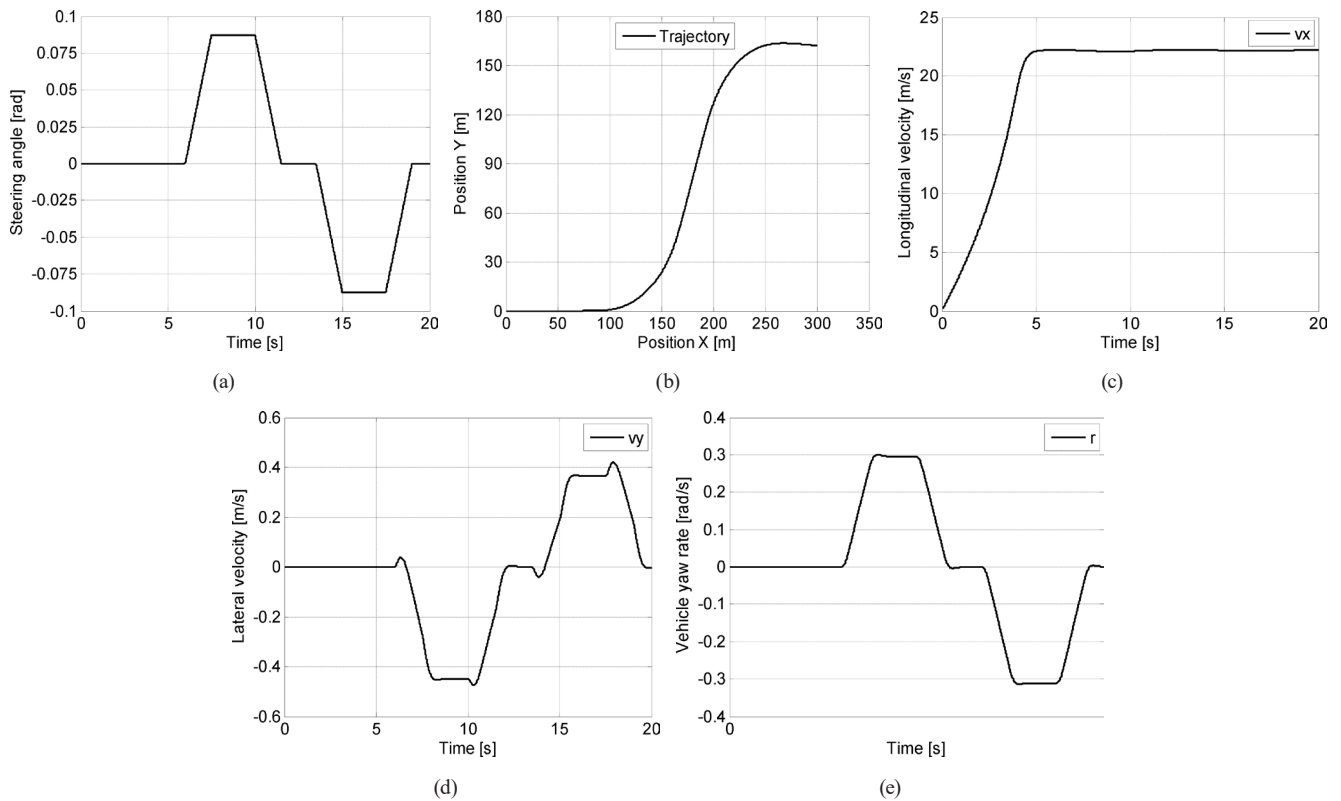 0.1
0.075
0.05
0.025
0
-0.025
-0.05
-0.075
-0.1
Steering angle [rad]
0 5 10 15 20
Time [s]
(a)
180
150
120
90
60
30
0
Position Y [m]
Trajectory
0 50 100 150 200 250 300 350
Position X [m]
(b)
25
20
15
10
5
0
Longitudinal velocity [m/s]
vx
0 5 10 15 20
Time [s]
(c)
0.6
0.4
0.2
0
-0.2
-0.4
-0.6
Lateral velocity [m/s]
vy
0 5 10 15 20
Time [s]
(d)
0.4
0.3
0.2
0.1
0
-0.1
-0.2
-0.3
-0.4
Vehicle yaw rate [rad/s]
r
0
Time [s]
(e)